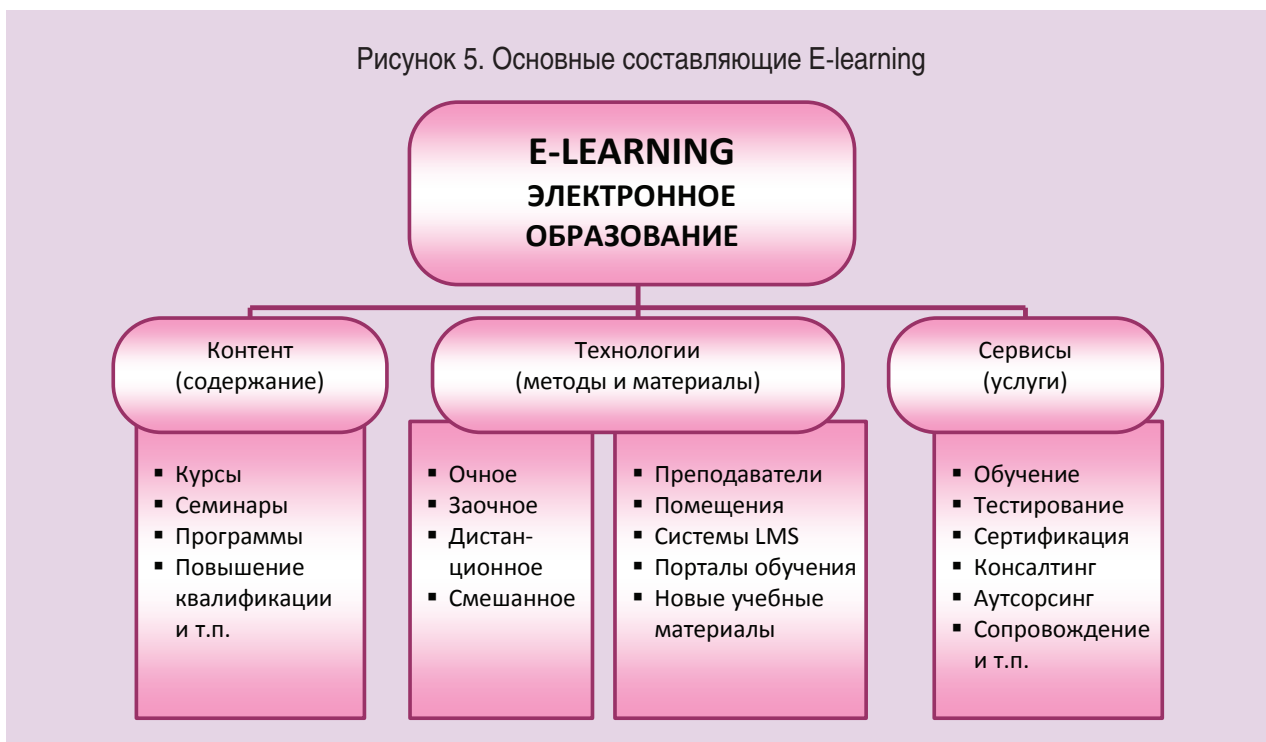 Рисунок 5. Основные составляющие E-learning
E-LEARNING
ЭЛЕКТРОННОЕ
ОБРАЗОВАНИЕ
Контент
(содержание)
Технологии
(методы и материалы)
Сервисы
(услуги)
▪ Курсы
▪ Семинары
▪ Программы
▪ Повышение
квалификации
и т.п.
▪ Очное
▪ Заочное
▪ Дистан-
ционное
▪ Смешанное
▪ Преподаватели
▪ Помещения
▪ Системы LMS
▪ Порталы обучения
▪ Новые учебные
материалы
▪ Обучение
▪ Тестирование
▪ Сертификация
▪ Консалтинг
▪ Аутсорсинг
▪ Сопровождение
и т.п.